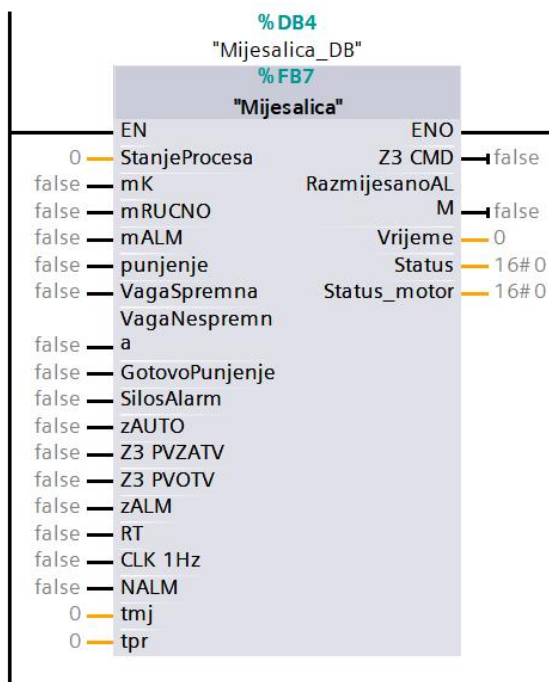 %DB4
"Mijesalica_DB"
%FB7
"Mijesalica"
EN ENO
0 StanjeProcesa Z3 CMD false
false mK RazmijesanoAL
false mRUCNO M false
false mALM Vrijeme 0
false punjenje Status 16#0
false VagaSpremna Status_motor 16#0
VagaNespremn
false a
false GotovoPunjenje
false SilosAlarm
false zAUTO
false Z3 PVZATV
false Z3 PVOTV
false zALM
false RT
false CLK 1Hz
false NALM
0 tmj
0 tpr